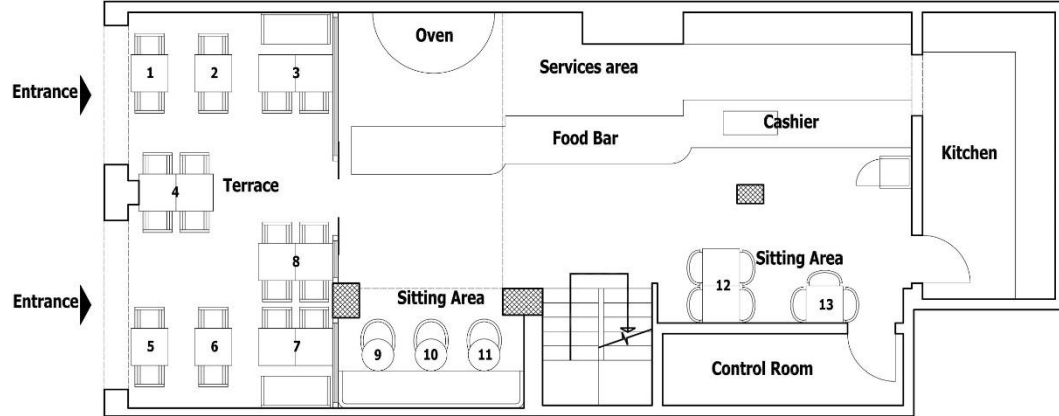 Oven
Services area
Entrance
1
2
3
Food Bar
Cashier
Kitchen
4
Terrace
8
Sitting Area
12
13
Entrance
Sitting Area
5
6
7
9
10
11
Control Room